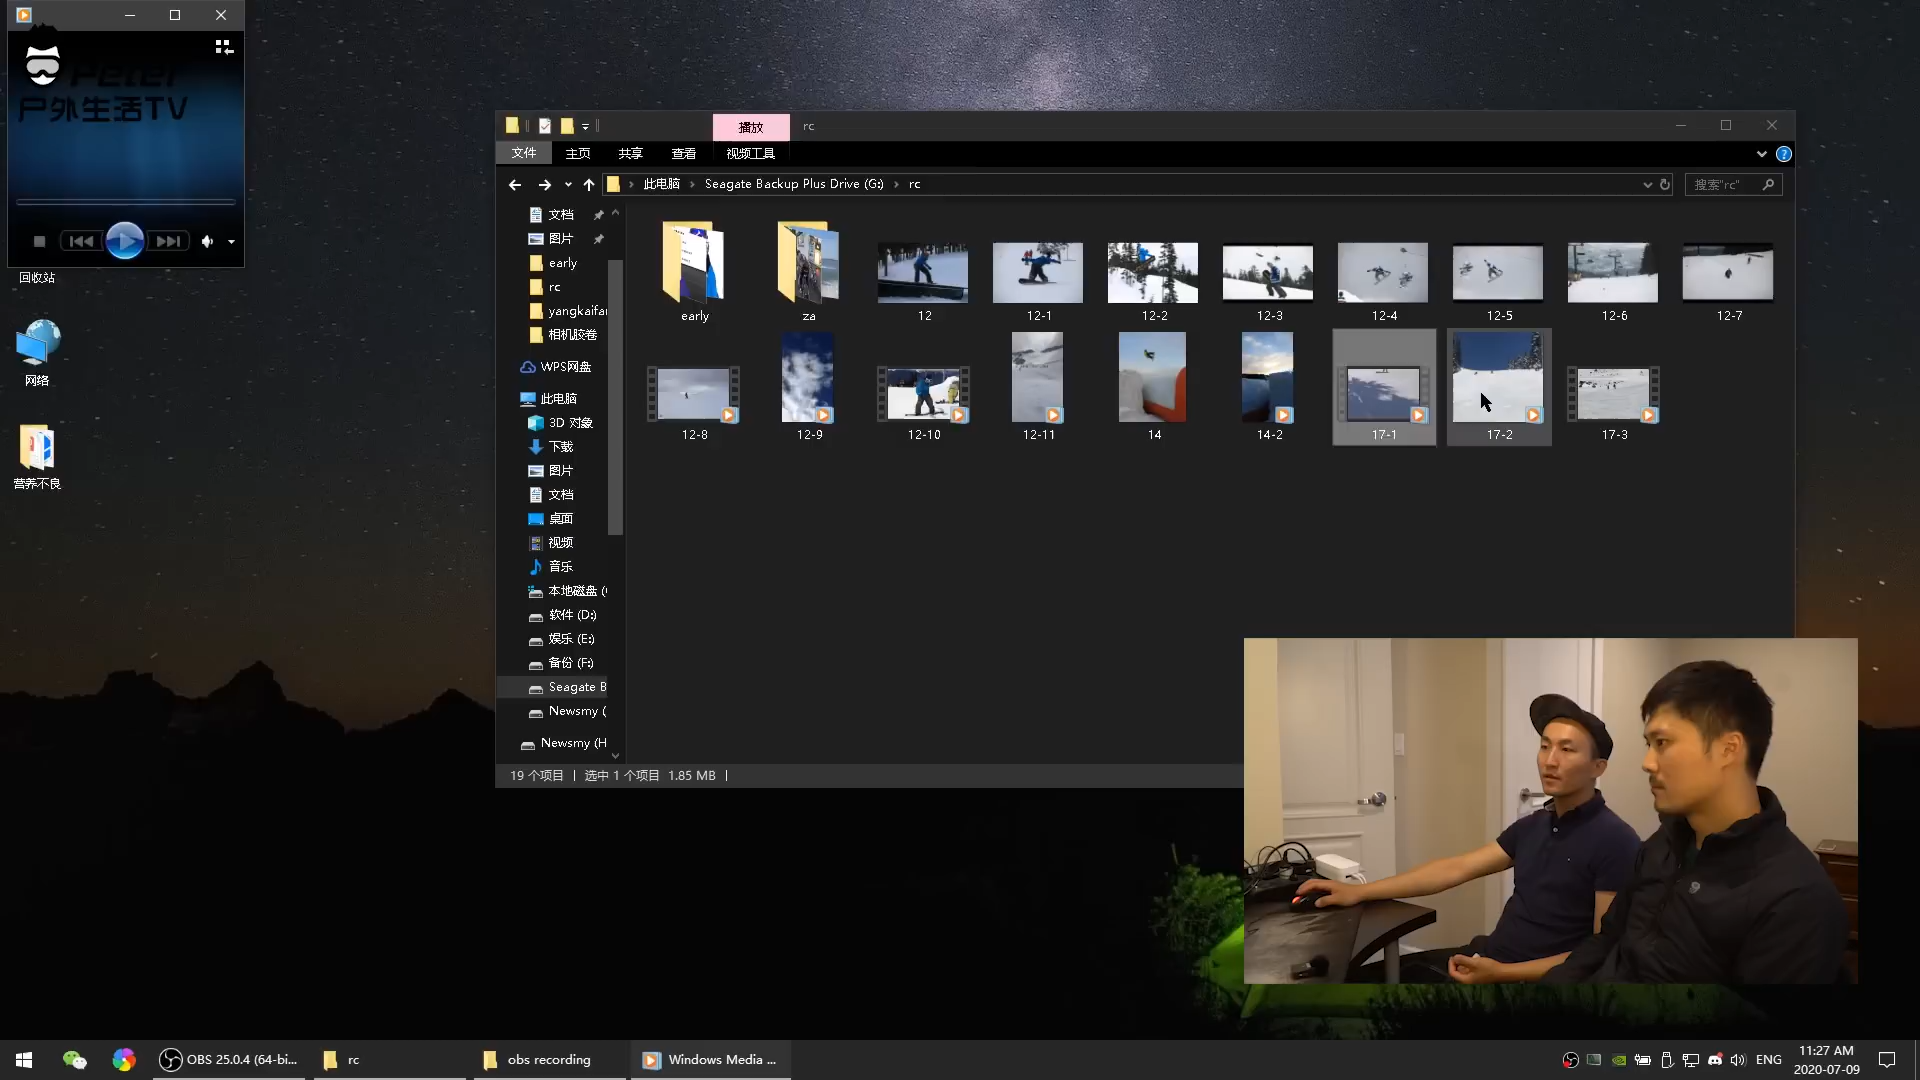 Peter
户外生活TV
回收站
网络
营养不良
播放
rc
文件
主页
共享
查看
视频工具
此电脑 › Seagate Backup Plus Drive (G:) › rc
搜索"rc"
文档
图片
early
rc
yangkaifa
相机胶卷
WPS网盘
此电脑
3D 对象
下载
图片
文档
桌面
视频
音乐
本地磁盘 (
软件 (D:)
娱乐 (E:)
备份 (F:)
Seagate B
Newsmy (
Newsmy (H
early
za
12
12-1
12-2
12-3
12-4
12-5
12-6
12-7
12-8
12-9
12-10
12-11
14
14-2
17-1
17-2
17-3
19 个项目
选中 1 个项目 1.85 MB
OBS 25.0.4 (64-bi...
rc
obs recording
Windows Media ...
ENG
11:27 AM
2020-07-09